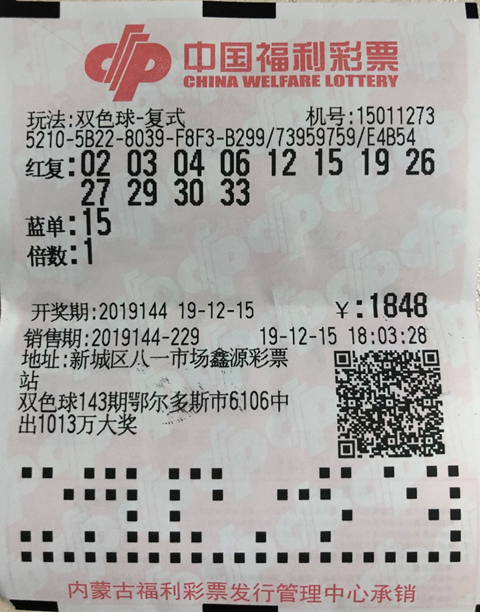 中国福利彩票
CHINA WELFARE LOTTERY
玩法:双色球-复式 机号:15011273
5210-5B22-8039-F8F3-B299/73959759/E4B54
红复:02 03 04 06 12 15 19 26
27 29 30 33
蓝单:15
倍数:1
开奖期:2019144 19-12-15 ￥:1848
销售期:2019144-229 19-12-15 18:03:28
地址:新城区八一市场鑫源彩票
站
双色球143期鄂尔多斯市6106中
出1013万大奖
内蒙古福利彩票发行管理中心承销